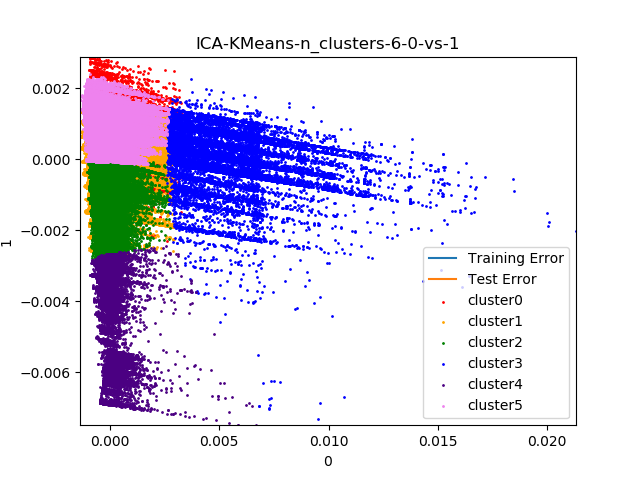 ICA-KMeans-n_clusters-6-0-vs-1
0.002
0.000
−0.002
−0.004
−0.006
1
0.000
0.005
0.010
0.015
0.020
0
Training Error
Test Error
cluster0
cluster1
cluster2
cluster3
cluster4
cluster5